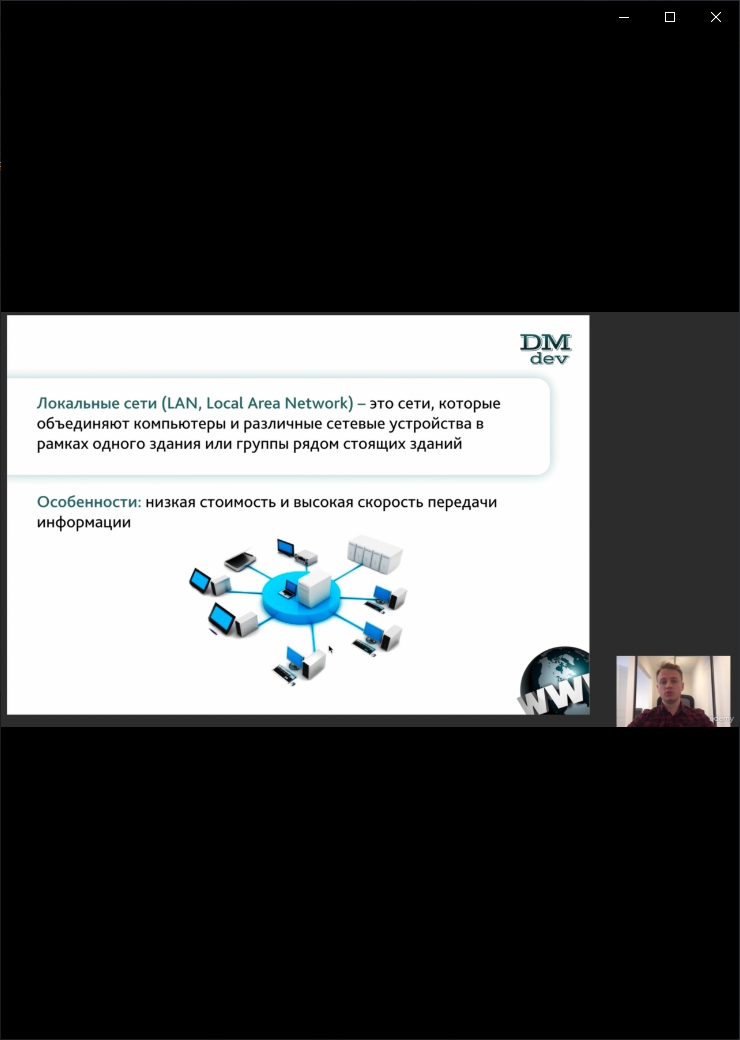 DM
dev
Локальные сети (LAN, Local Area Network) – это сети, которые
объединяют компьютеры и различные сетевые устройства в
рамках одного здания или группы рядом стоящих зданий
Особенности: низкая стоимость и высокая скорость передачи
информации
WW